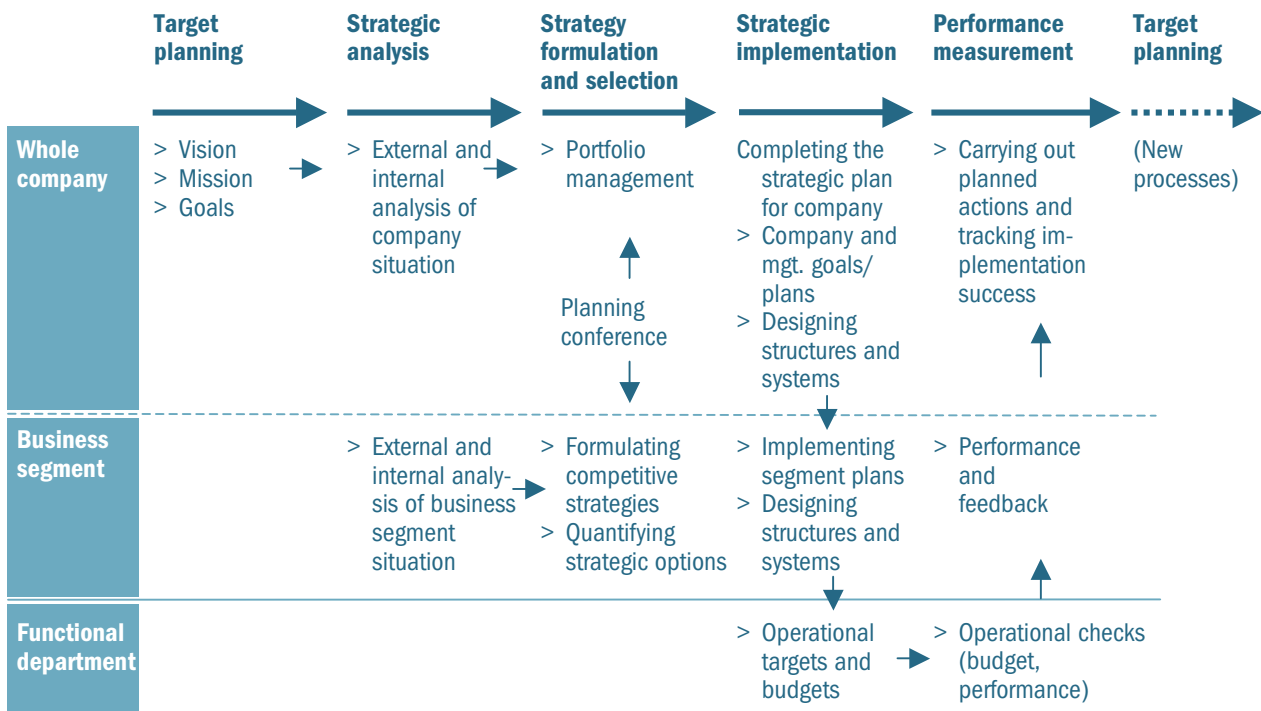 Target
planning
Strategic
analysis
Strategy
formulation
and selection
Strategic
implementation
Performance
measurement
Target
planning
Whole
company
> Vision
> Mission
> Goals
> External and
internal
analysis of
company
situation
> Portfolio
management
Planning
conference
Completing the
strategic plan
for company
> Company and
mgt. goals/
plans
> Designing
structures and
systems
> Carrying out
planned
actions and
tracking im-
plementation
success
(New
processes)
Business
segment
> External and
internal analy-
sis of business
segment
situation
> Formulating
competitive
strategies
> Quantifying
strategic options
> Implementing
segment plans
> Designing
structures and
systems
> Performance
and
feedback
Functional
department
> Operational
targets and
budgets
> Operational checks
(budget,
performance)